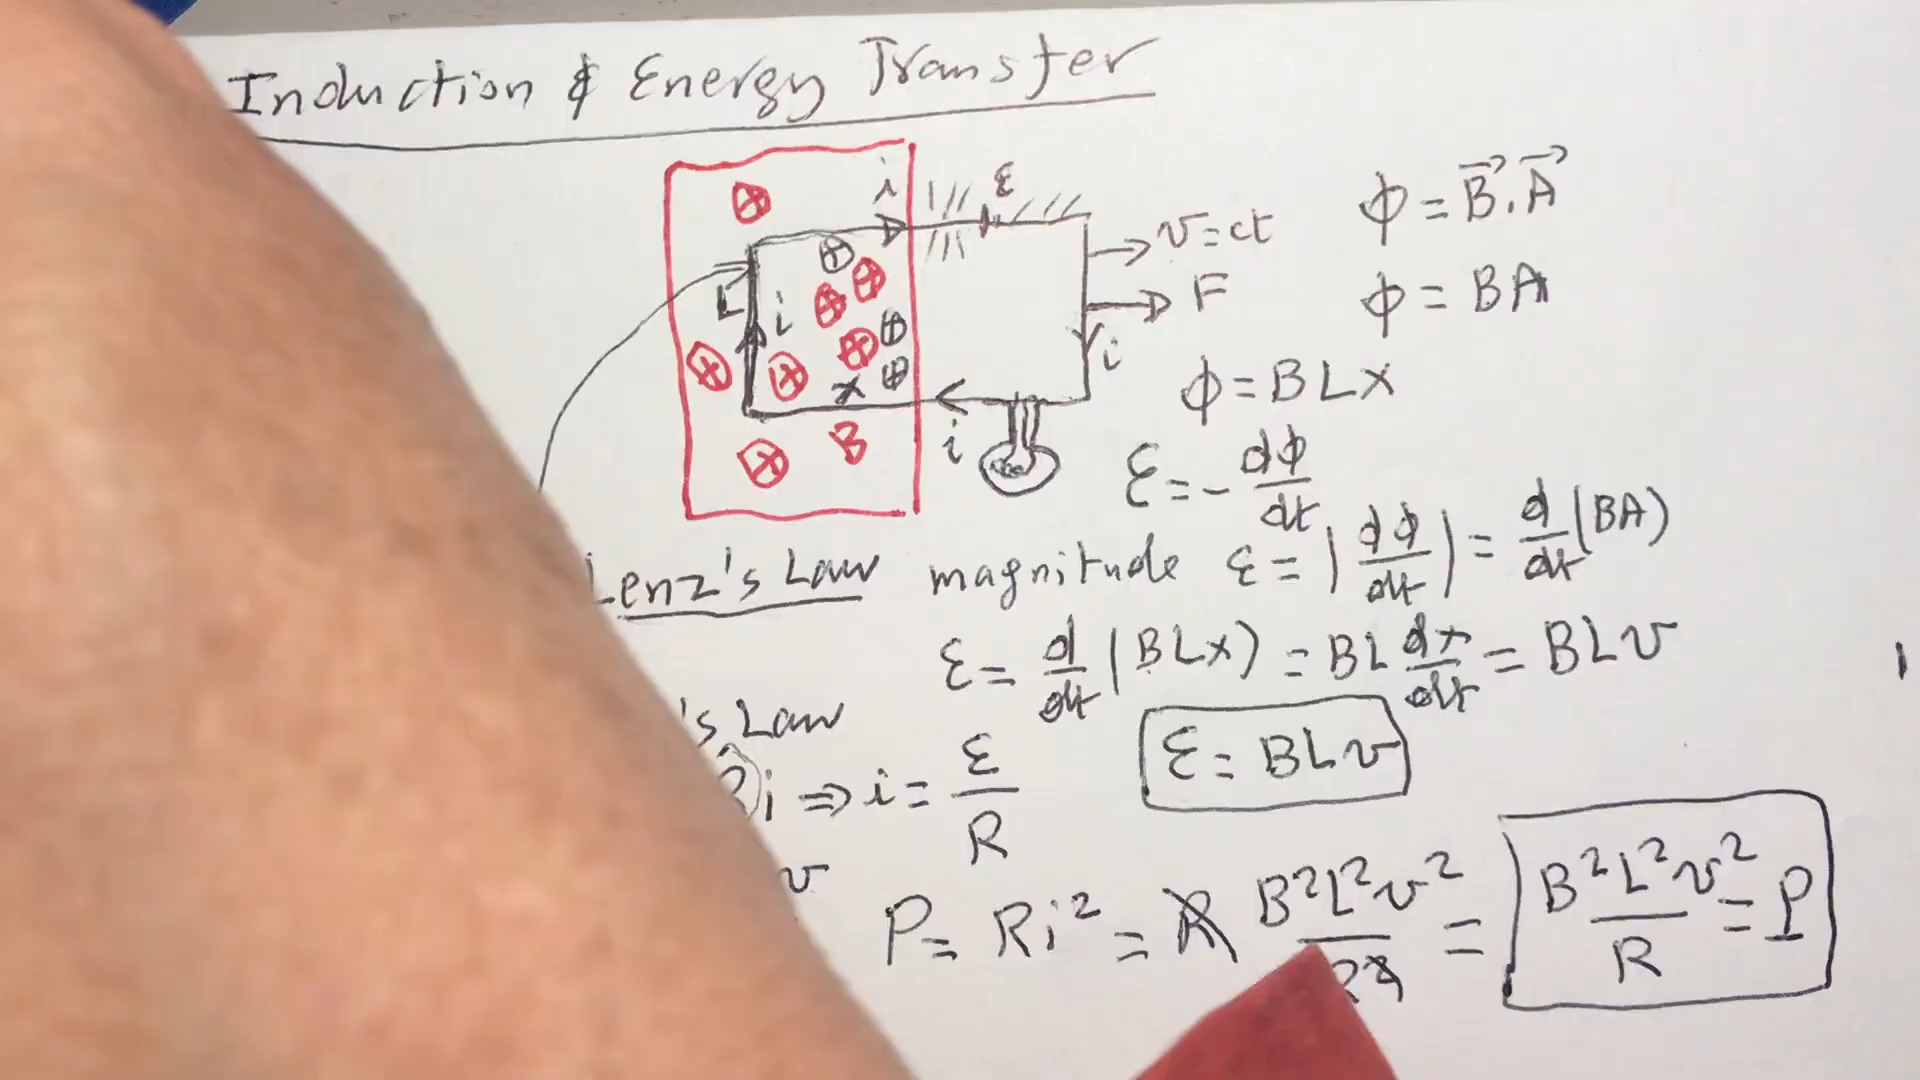 Induction & Energy Transfer
i ε
v=ct
L i
F
i
x
B
i
ϕ = B⃗.A⃗
ϕ = BA
ϕ = BLX
ε = - dϕ/dt
Lenz's Law
magnitude ε = |dϕ/dt| = d/dt (BA)
ε = d/dt (BLX) = BL dx/dt = BLv
's Law
ε = BLv
i ⇒ i = ε/R
v
P = Ri² = R B²L²v²/R² = B²L²v²/R = P